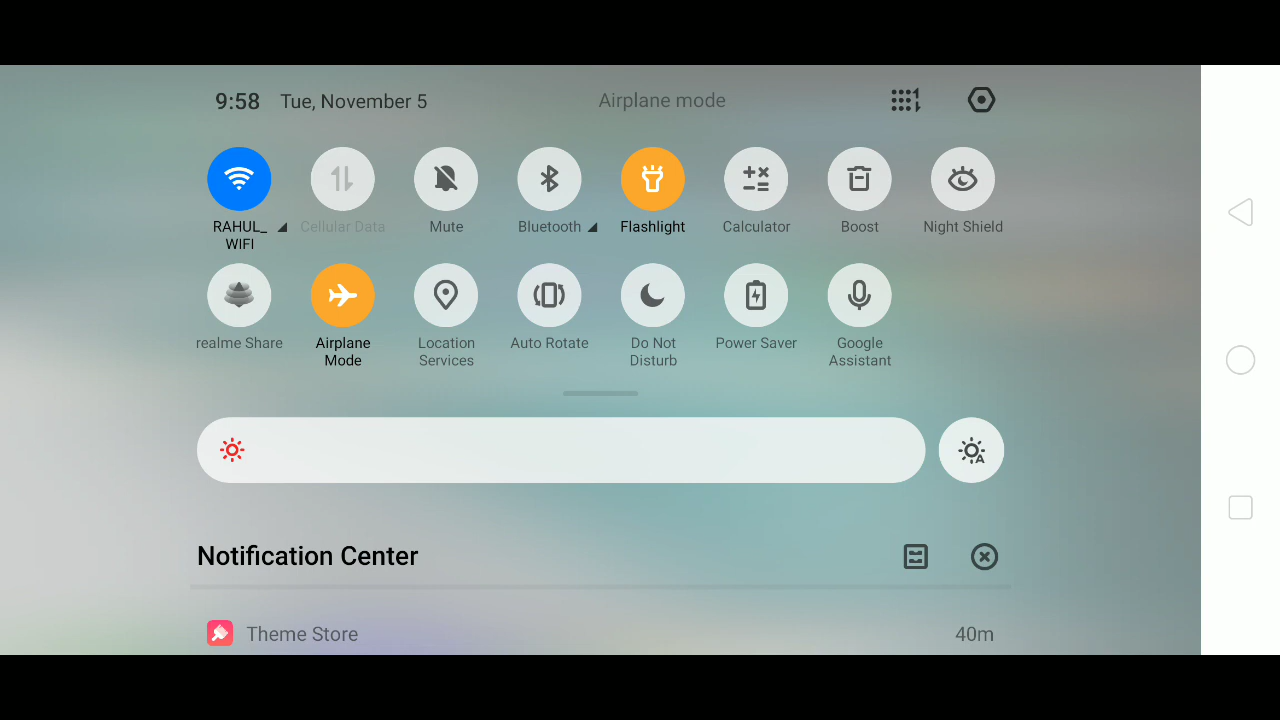 9:58 Tue, November 5 Airplane mode
RAHUL_
WIFI
Cellular Data
Mute
Bluetooth
Flashlight
Calculator
Boost
Night Shield
realme Share
Airplane
Mode
Location
Services
Auto Rotate
Do Not
Disturb
Power Saver
Google
Assistant
A
Notification Center
Theme Store 40m